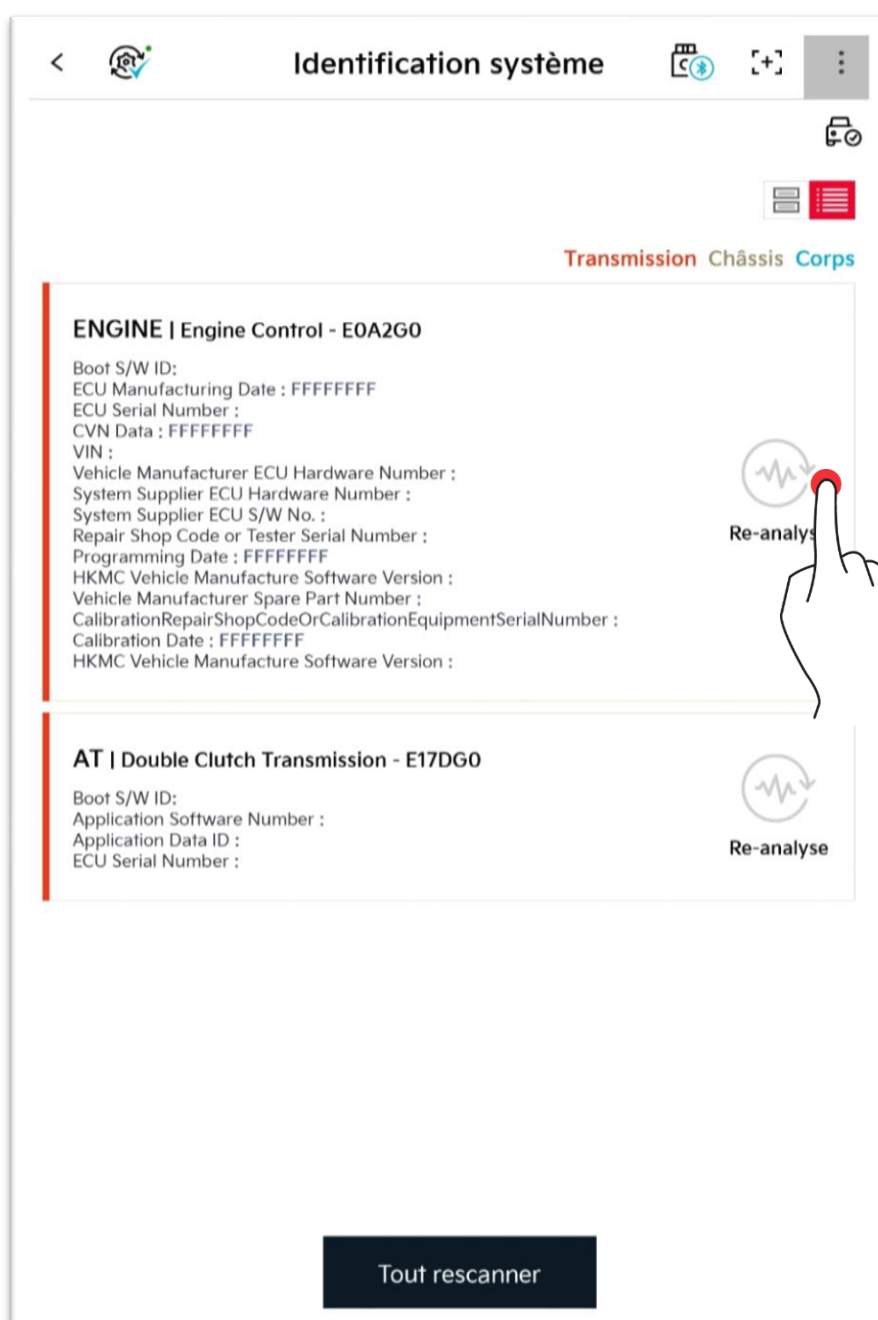 Identification système
Transmission Châssis Corps
ENGINE | Engine Control - E0A2G0
Boot S/W ID:
ECU Manufacturing Date : FFFFFFFF
ECU Serial Number :
CVN Data : FFFFFFFF
VIN :
Vehicle Manufacturer ECU Hardware Number :
System Supplier ECU Hardware Number :
System Supplier ECU S/W No. :
Repair Shop Code or Tester Serial Number :
Programming Date : FFFFFFFF
HKMC Vehicle Manufacture Software Version :
Vehicle Manufacturer Spare Part Number :
CalibrationRepairShopCodeOrCalibrationEquipmentSerialNumber :
Calibration Date : FFFFFFFF
HKMC Vehicle Manufacture Software Version :
Re-analys
AT | Double Clutch Transmission - E17DG0
Boot S/W ID:
Application Software Number :
Application Data ID :
ECU Serial Number :
Re-analyse
Tout rescanner